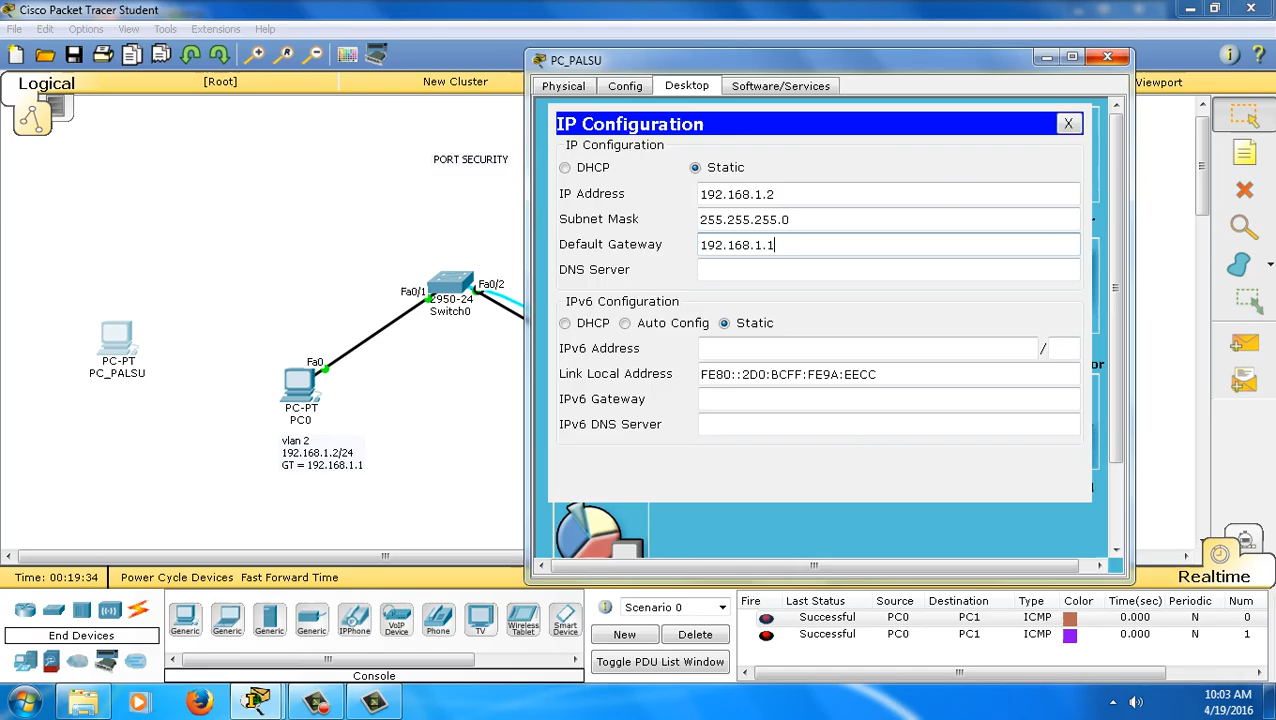 Cisco Packet Tracer Student
File Edit Options View Tools Extensions Help
Logical
[Root]
New Cluster
Viewport
PORT SECURITY
Fa0/1
Fa0/2
2950-24
Switch0
Fa0
PC-PT
PC_PALSU
PC-PT
PC0
vlan 2
192.168.1.2/24
GT = 192.168.1.1
PC_PALSU
Physical Config Desktop Software/Services
IP Configuration
X
IP Configuration
DHCP Static
IP Address 192.168.1.2
Subnet Mask 255.255.255.0
Default Gateway 192.168.1.1
DNS Server
IPv6 Configuration
DHCP Auto Config Static
IPv6 Address /
Link Local Address FE80::2D0:BCFF:FE9A:EECC
IPv6 Gateway
IPv6 DNS Server
Time: 00:19:34 Power Cycle Devices Fast Forward Time
Realtime
End Devices
Generic Generic Generic Generic IPPhone VoIP Device Phone TV Wireless Tablet Smart Device
Console
Scenario 0
New Delete
Toggle PDU List Window
Fire Last Status Source Destination Type Color Time(sec) Periodic Num
Successful PC0 PC1 ICMP 0.000 N 0
Successful PC0 PC1 ICMP 0.000 N 1
10:03 AM
4/19/2016